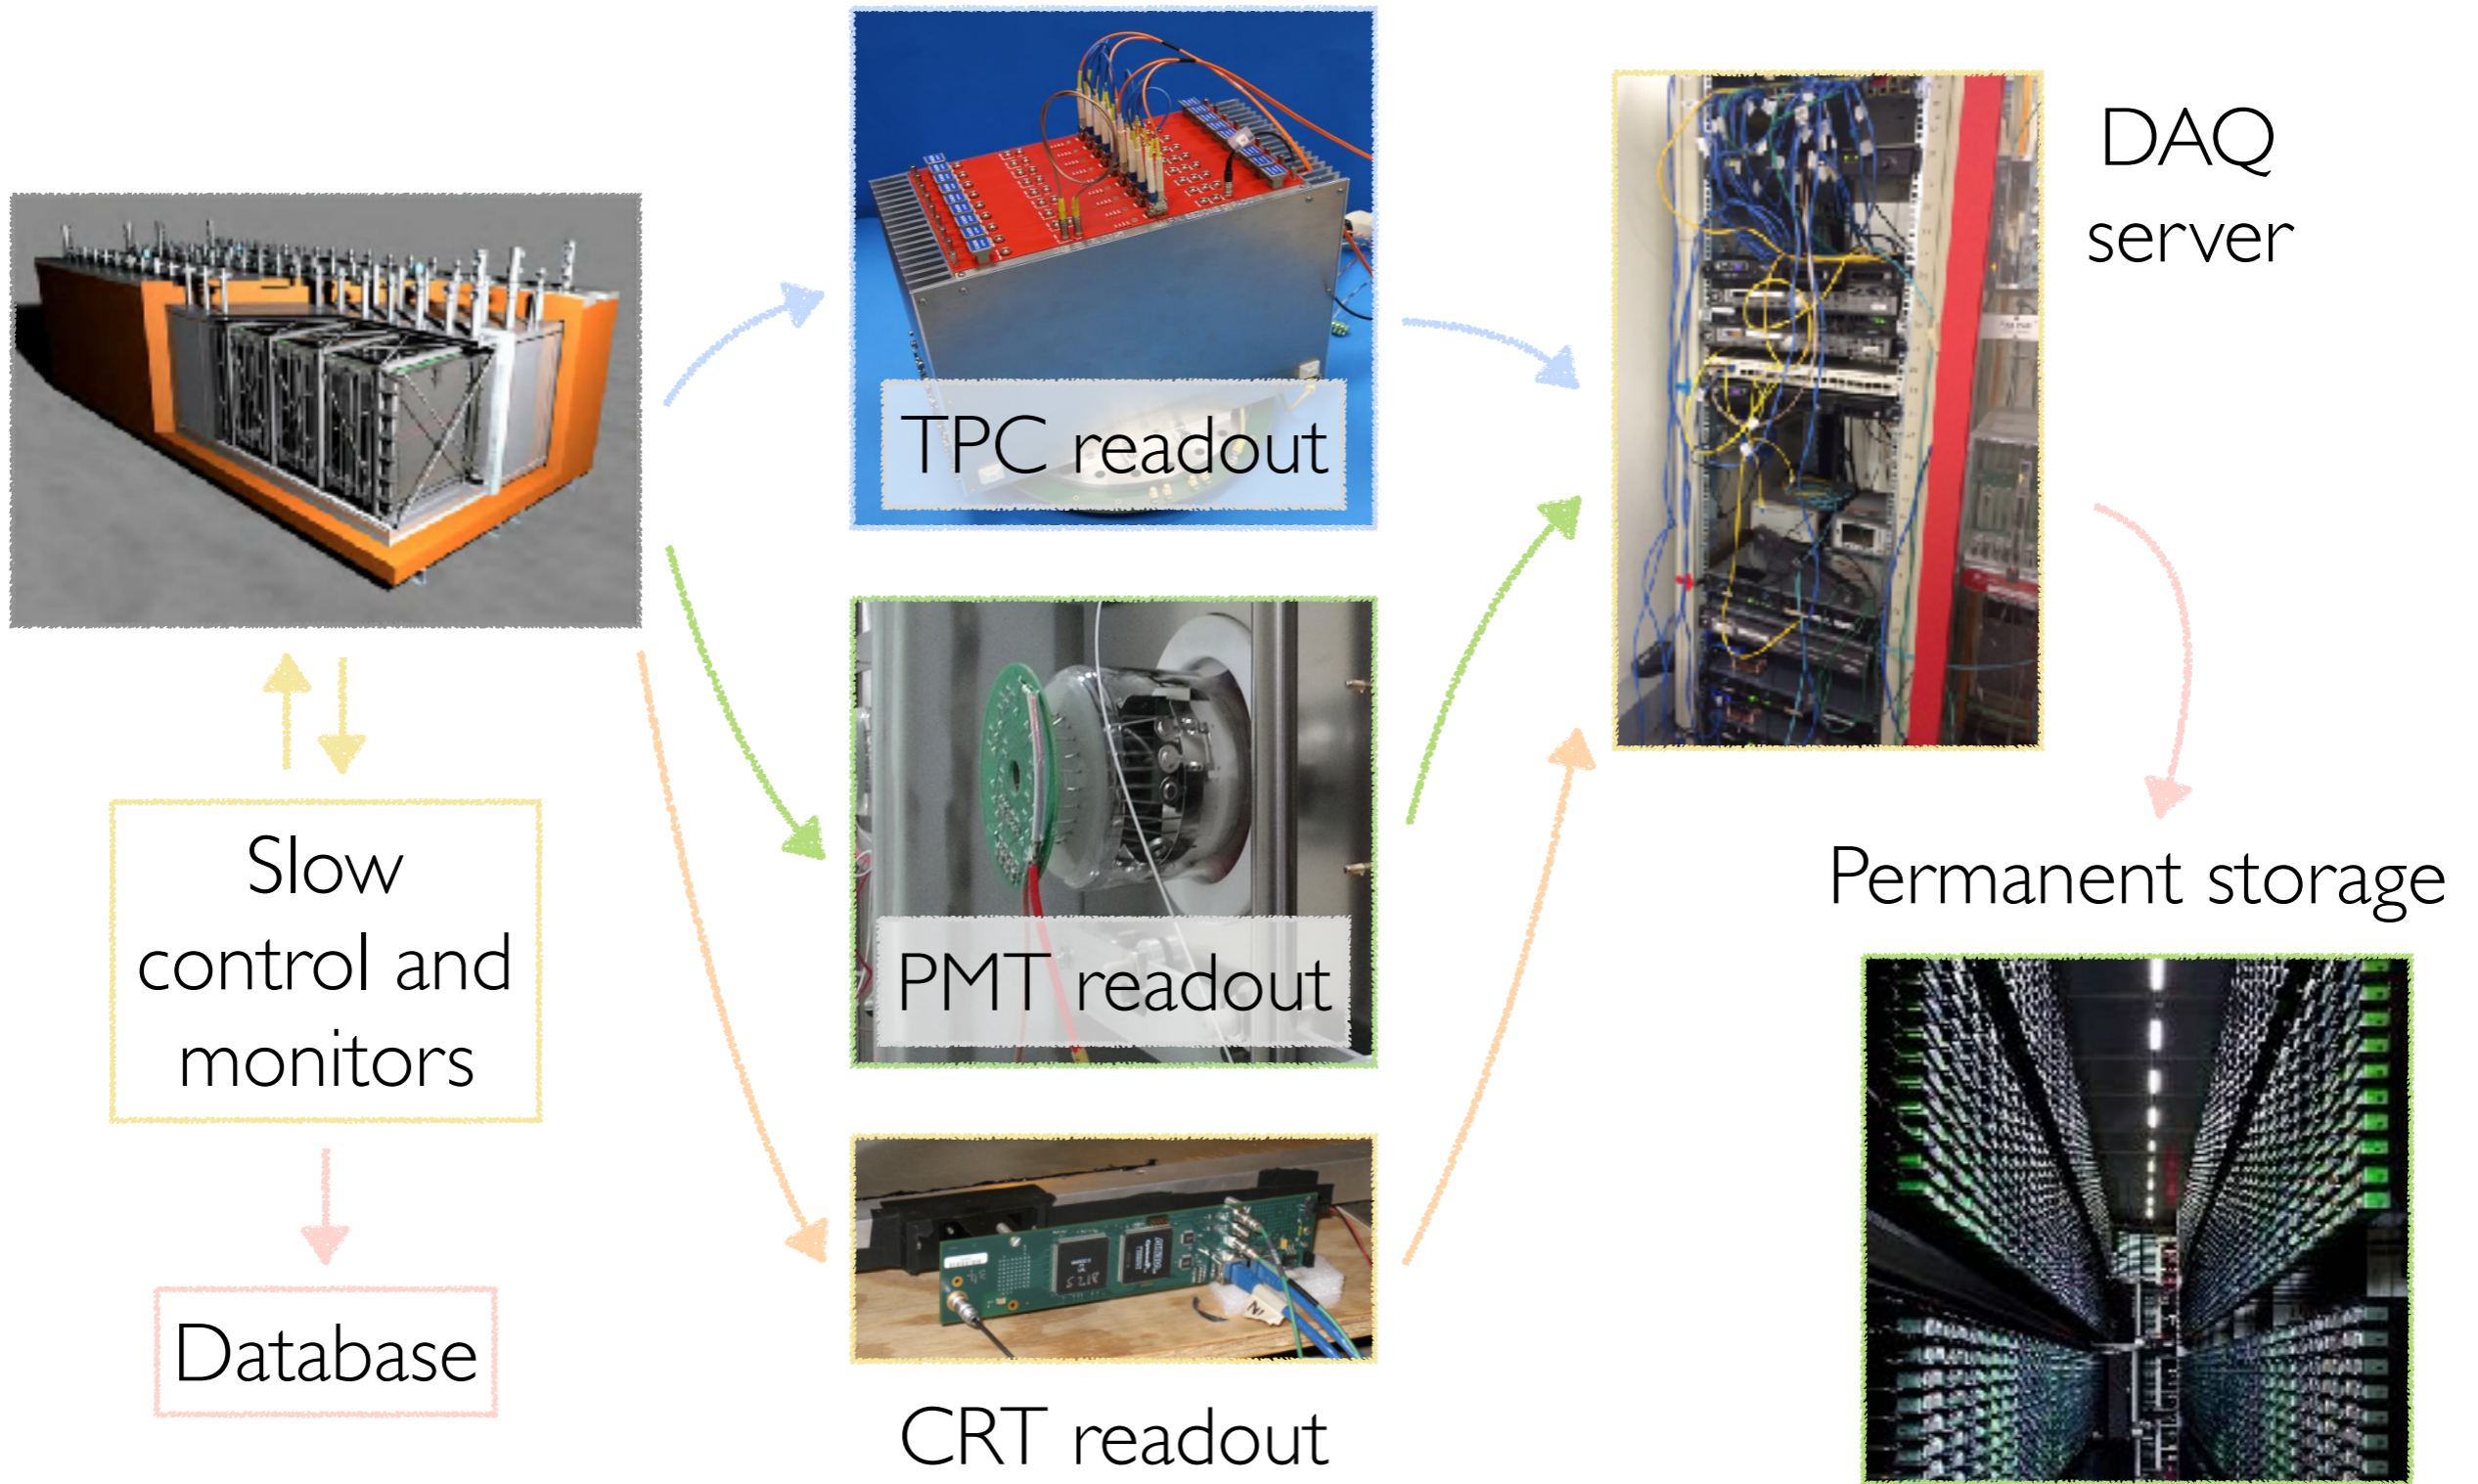 DAQ
server
TPC readout
PMT readout
Slow
control and
monitors
Permanent storage
Database
CRT readout